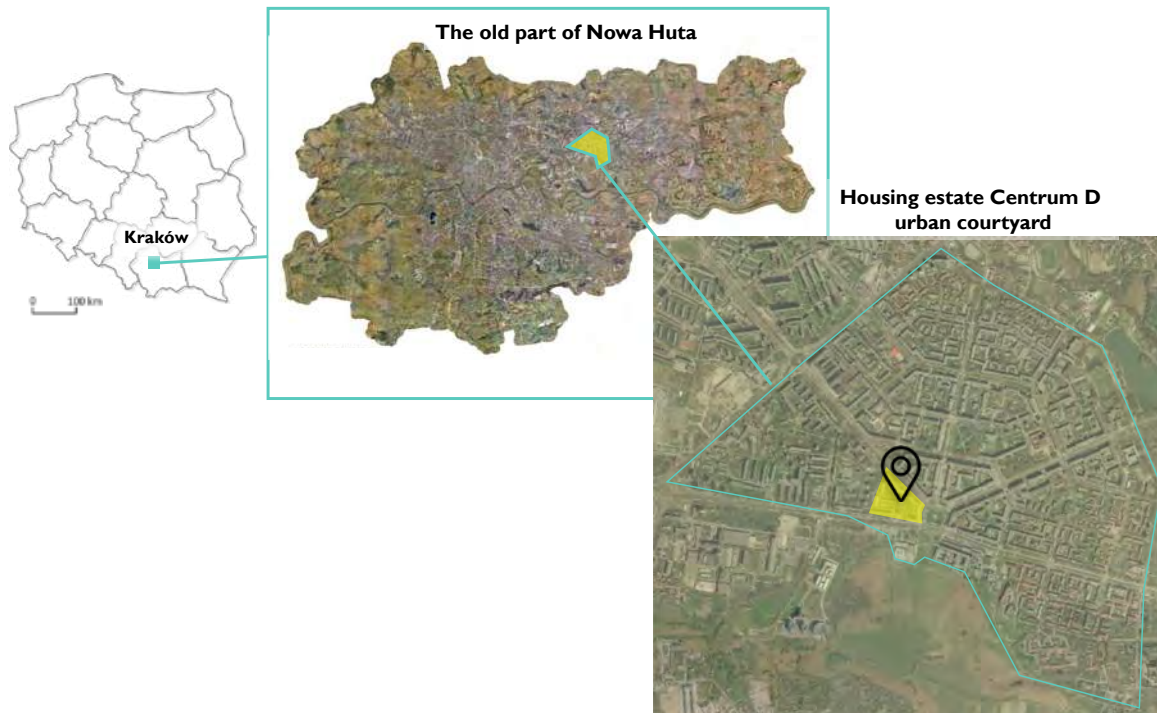 The old part of Nowa Huta
Kraków
0 100 km
Housing estate Centrum D
urban courtyard